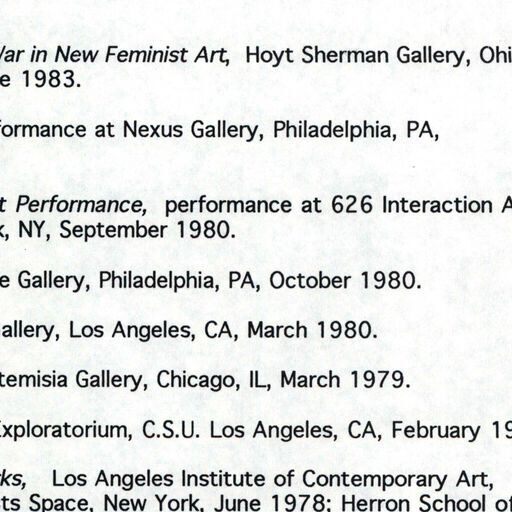 War in New Feminist Art, Hoyt Sherman Gallery, Ohi
e 1983.
formance at Nexus Gallery, Philadelphia, PA,
t Performance, performance at 626 Interaction A
k, NY, September 1980.
e Gallery, Philadelphia, PA, October 1980.
allery, Los Angeles, CA, March 1980.
temisia Gallery, Chicago, IL, March 1979.
Exploratorium, C.S.U. Los Angeles, CA, February 19
rks, Los Angeles Institute of Contemporary Art,
sts Space, New York, June 1978; Herron School of